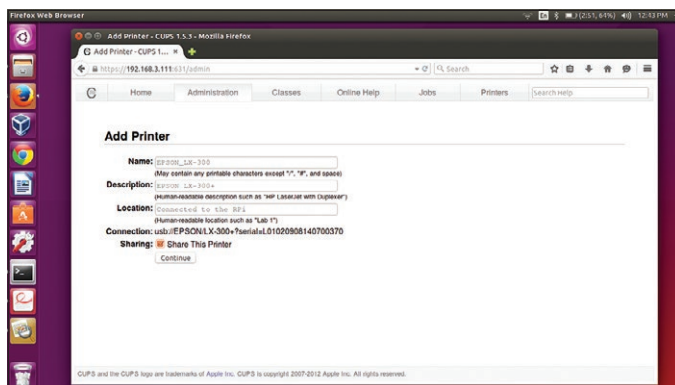 Firefox Web Browser
En (2:51, 64%) 12:43 PM
Add Printer - CUPS 1.5.3 - Mozilla Firefox
Add Printer - CUPS 1...
https://192.168.3.111:631/admin
Search
Home Administration Classes Online Help Jobs Printers Search Help
Add Printer
Name: EPSON_LX-300
(May contain any printable characters except "/", "#", and space)
Description: EPSON LX-300+
(Human-readable description such as "HP LaserJet with Duplexer")
Location: Connected to the RPi
(Human-readable location such as "Lab 1")
Connection: usb://EPSON/LX-300+?serial=L01020908140700370
Sharing: Share This Printer
Continue
CUPS and the CUPS logo are trademarks of Apple Inc. CUPS is copyright 2007-2012 Apple Inc. All rights reserved.